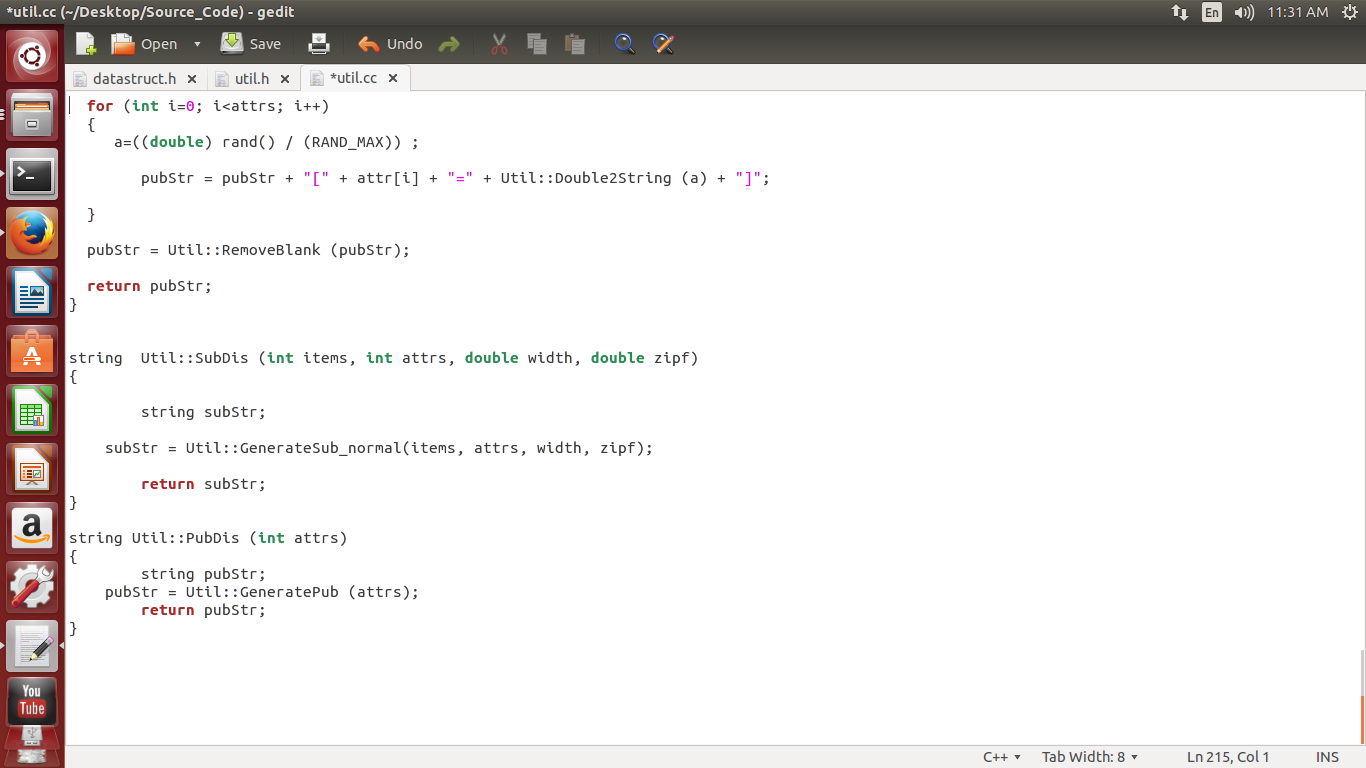 *util.cc (~/Desktop/Source_Code) - gedit
En
11:31 AM
Open
Save
Undo
datastruct.h
util.h
*util.cc
for (int i=0; i<attrs; i++)
{
a=((double) rand() / (RAND_MAX)) ;
pubStr = pubStr + "[" + attr[i] + "=" + Util::Double2String (a) + "]";
}
pubStr = Util::RemoveBlank (pubStr);
return pubStr;
}
string  Util::SubDis (int items, int attrs, double width, double zipf)
{
string subStr;
subStr = Util::GenerateSub_normal(items, attrs, width, zipf);
return subStr;
}
string Util::PubDis (int attrs)
{
string pubStr;
pubStr = Util::GeneratePub (attrs);
return pubStr;
}
>_
A
a
You
Tube
C++
Tab Width: 8
Ln 215, Col 1
INS